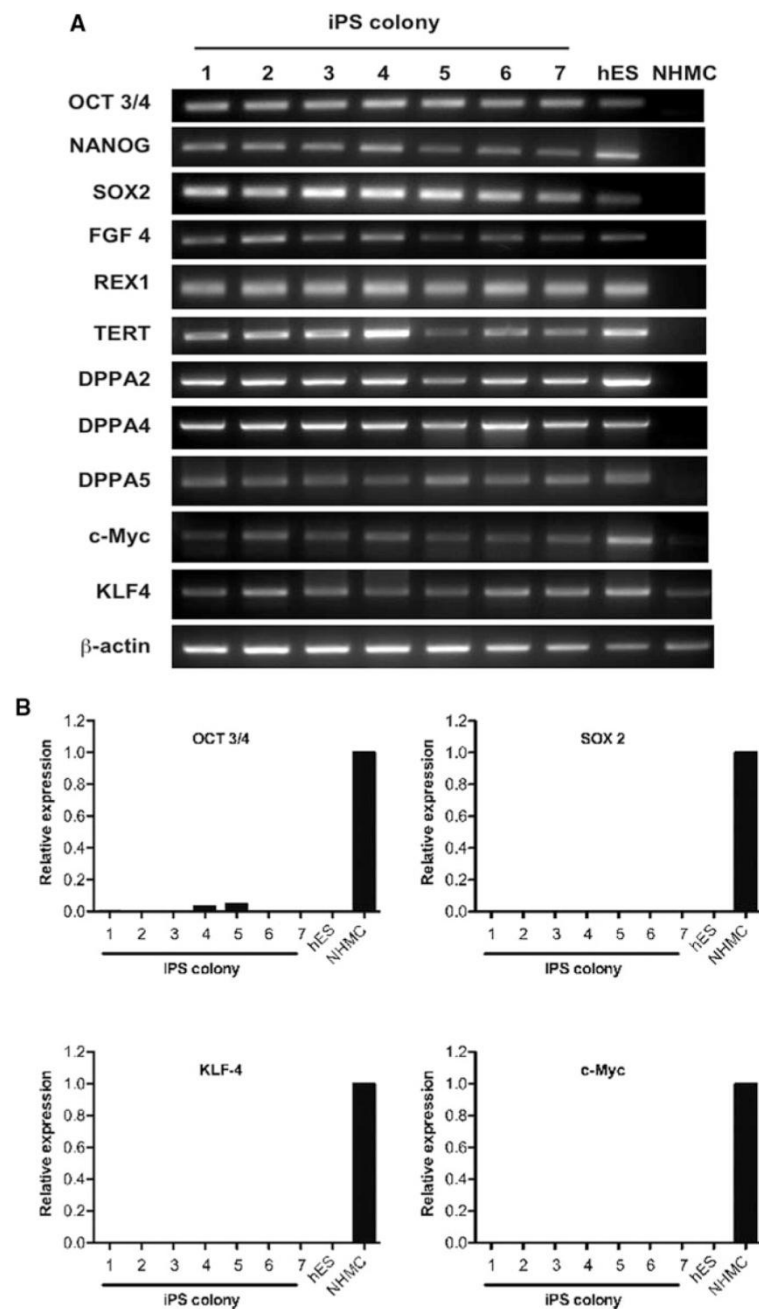 A
iPS colony
1 2 3 4 5 6 7 hES NHMC
OCT 3/4
NANOG
SOX2
FGF 4
REX1
TERT
DPPA2
DPPA4
DPPA5
c-Myc
KLF4
β-actin
B
OCT 3/4
Relative expression
1.2
1.0
0.8
0.6
0.4
0.2
0.0
1 2 3 4 5 6 7 hES NHMC
IPS colony
SOX 2
Relative expression
1.2
1.0
0.8
0.6
0.4
0.2
0.0
1 2 3 4 5 6 7 hES NHMC
IPS colony
KLF-4
Relative expression
1.2
1.0
0.8
0.6
0.4
0.2
0.0
1 2 3 4 5 6 7 hES NHMC
iPS colony
c-Myc
Relative expression
1.2
1.0
0.8
0.6
0.4
0.2
0.0
1 2 3 4 5 6 7 hES NHMC
iPS colony